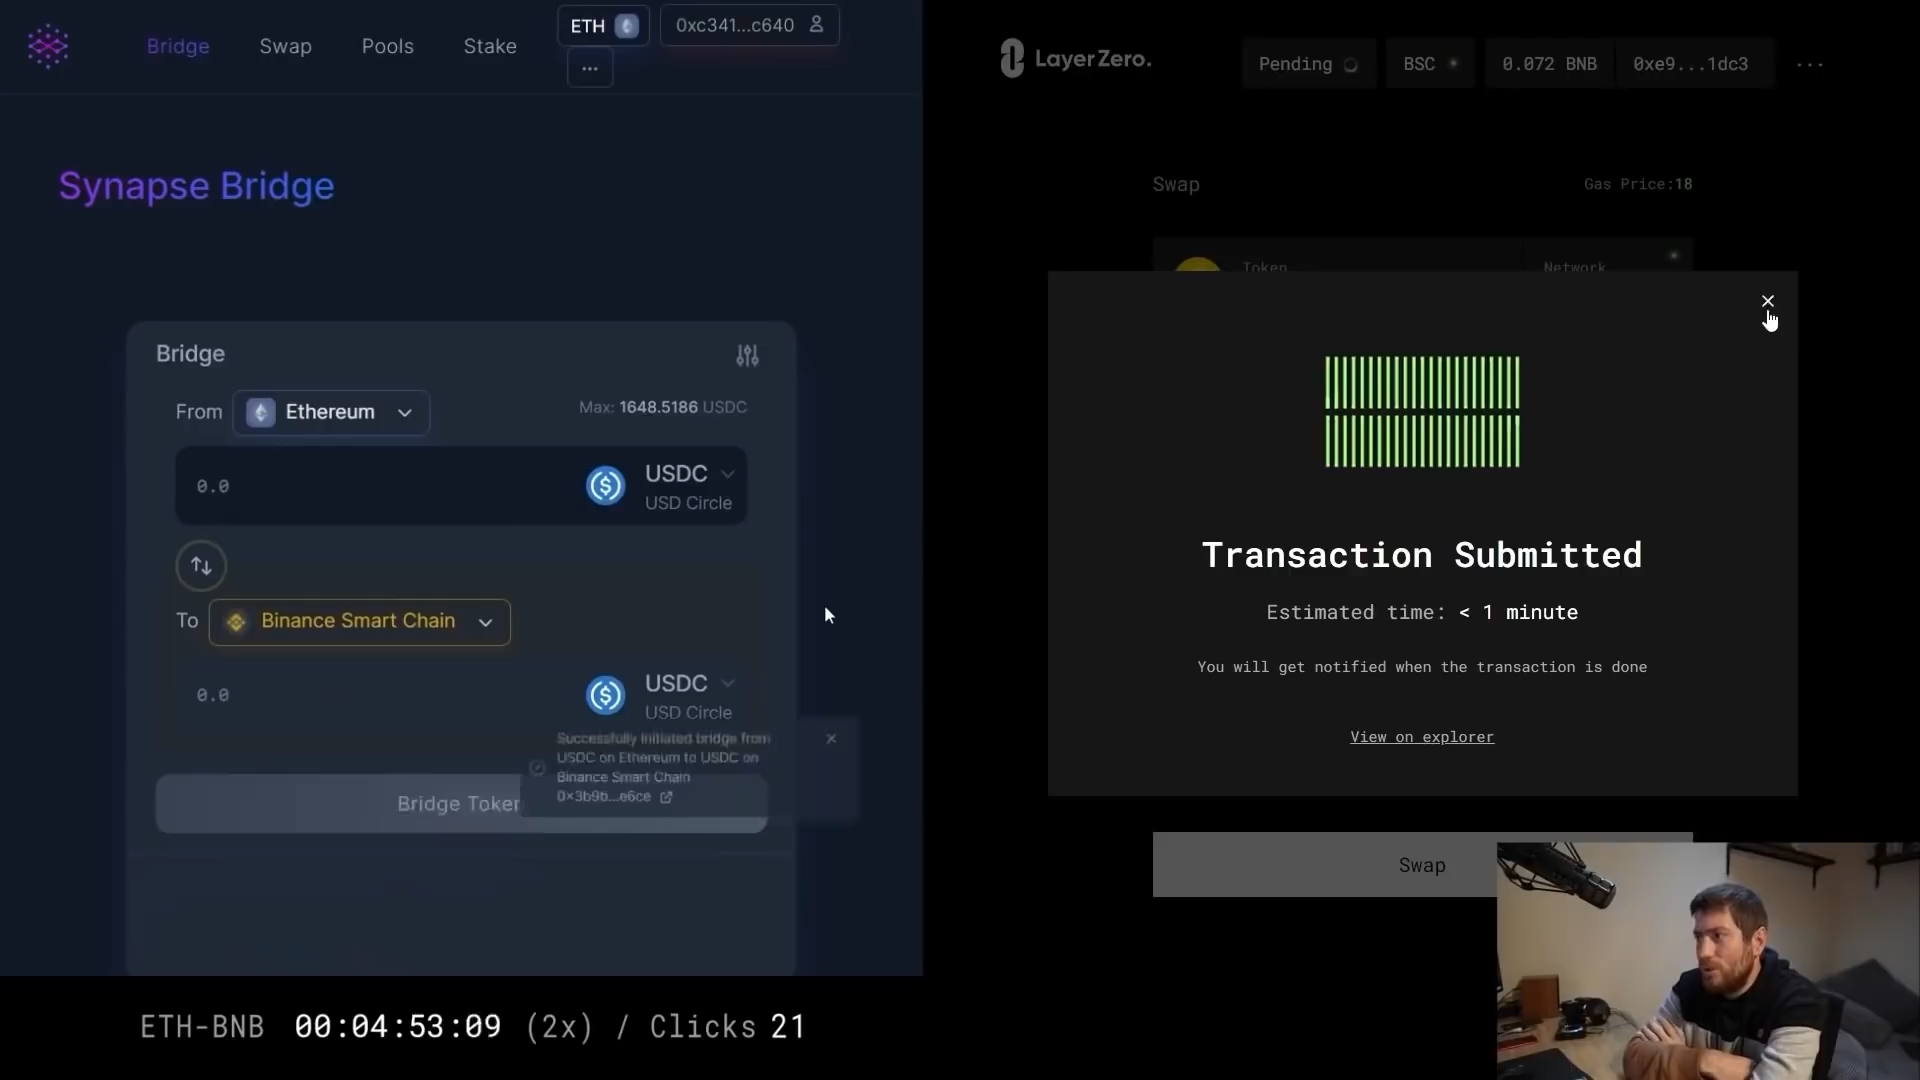 Bridge
Swap
Pools
Stake
ETH
0xc341...c640
...
Synapse Bridge
Bridge
From
Ethereum
Max: 1648.5186 USDC
0.0
USDC
USD Circle
To
Binance Smart Chain
0.0
USDC
USD Circle
Successfully initiated bridge from
USDC on Ethereum to USDC on
Binance Smart Chain
0x3b9b...e6ce
Bridge Token
ETH-BNB 00:04:53:09 (2x) / Clicks 21
LayerZero.
Pending
BSC
0.072 BNB
0xe9...1dc3
...
Swap
Gas Price:18
Token
Network
Transaction Submitted
Estimated time: < 1 minute
You will get notified when the transaction is done
View on explorer
Swap